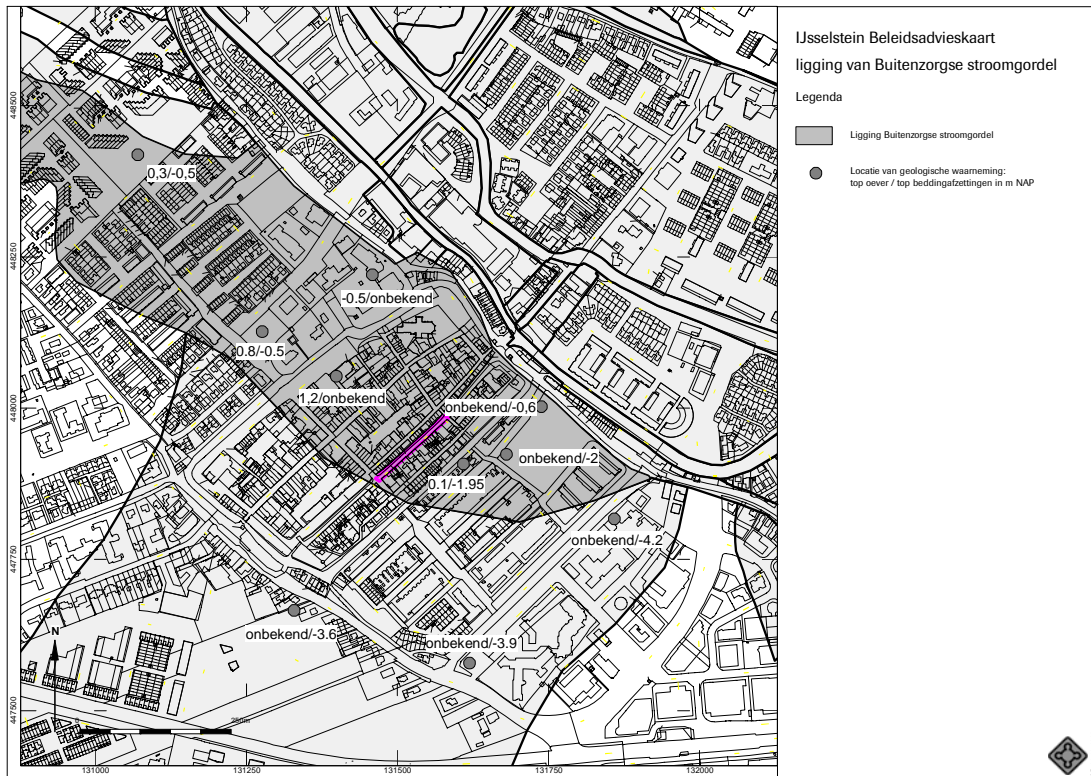 IJsselstein Beleidsadvieskaart
ligging van Buitenzorgse stroomgordel
Legenda
Ligging Buitenzorgse stroomgordel
Locatie van geologische waarneming:
top oever / top beddingafzettingen in m NAP
448500
448250
448000
447750
447500
0,3/-0,5
-0.5/onbekend
0.8/-0.5
1,2/onbekend
onbekend/-0,6
onbekend/-2
0.1/-1.95
onbekend/-4.2
onbekend/-3.6
onbekend/-3.9
N
0
250m
131000
131250
131500
131750
132000